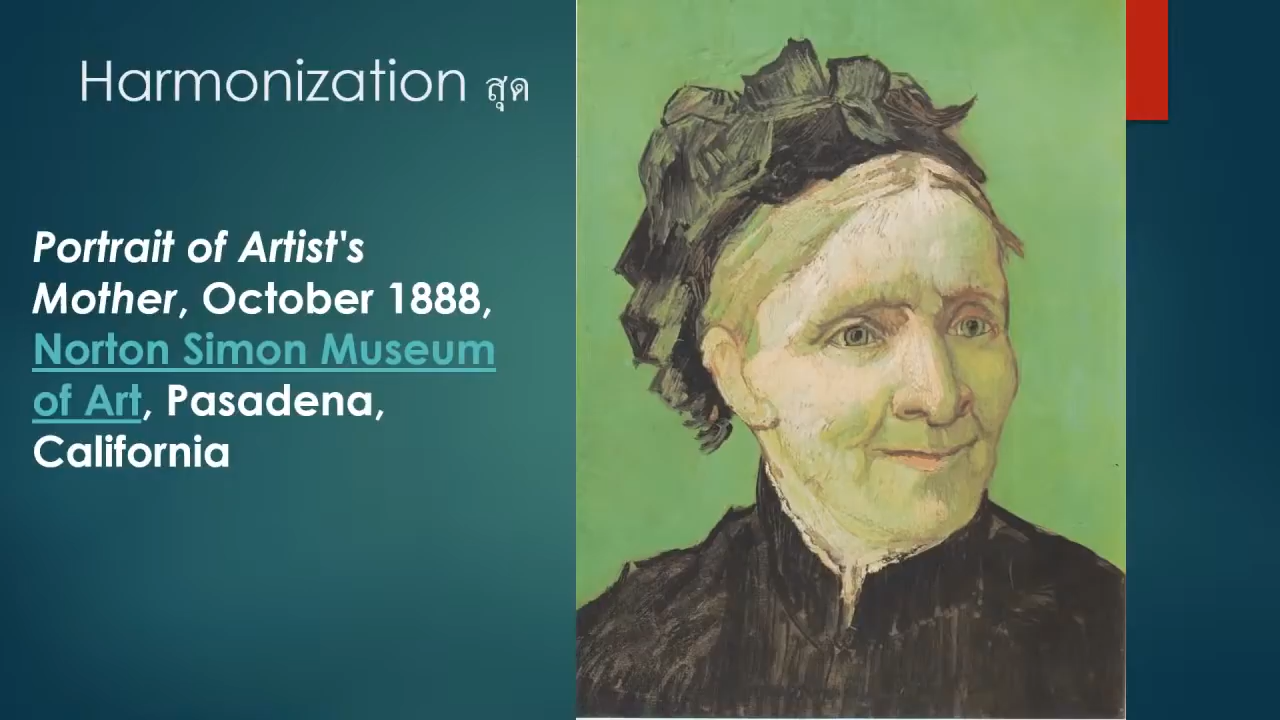 Harmonization สุด
Portrait of Artist's
Mother, October 1888,
Norton Simon Museum
of Art, Pasadena,
California